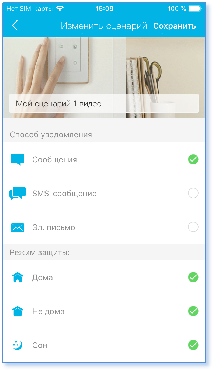 Нет SIM-карты 15:08 100 %
Изменить сценарий Сохранить
Мой сценарий 1 видео
Способ уведомления:
Сообщения
SMS-сообщение
Эл. письмо
Режим защиты:
Дома
Не дома
Сон